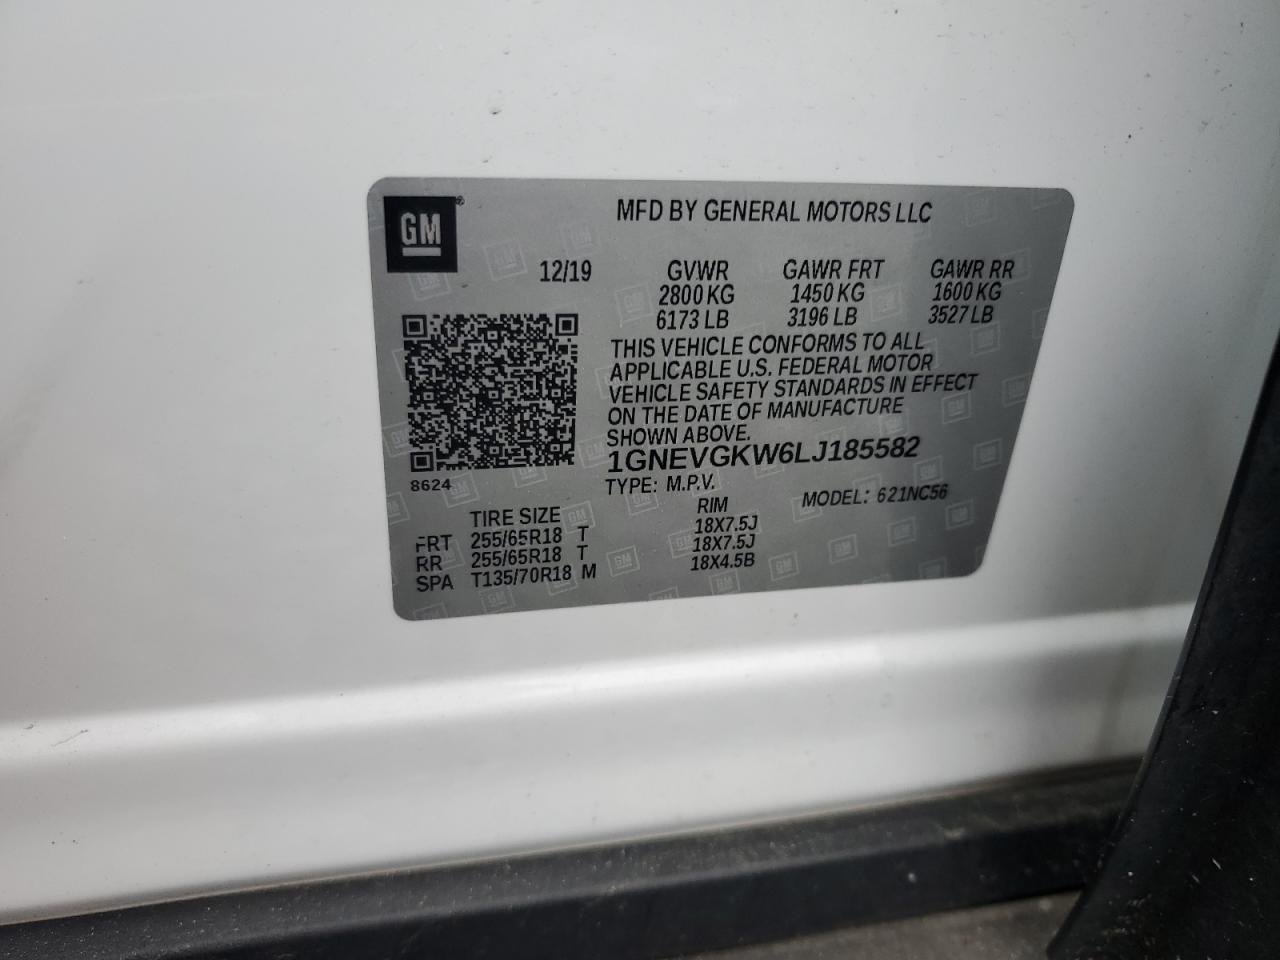 GM
MFD BY GENERAL MOTORS LLC
12/19 GVWR GAWR FRT GAWR RR
2800 KG 1450 KG 1600 KG
6173 LB 3196 LB 3527 LB
THIS VEHICLE CONFORMS TO ALL
APPLICABLE U.S. FEDERAL MOTOR
VEHICLE SAFETY STANDARDS IN EFFECT
ON THE DATE OF MANUFACTURE
SHOWN ABOVE.
1GNEVGKW6LJ185582
8624
TYPE: M.P.V. MODEL: 621NC56
TIRE SIZE RIM
FRT 255/65R18 T 18X7.5J
RR 255/65R18 T 18X7.5J
SPA T135/70R18 M 18X4.5B